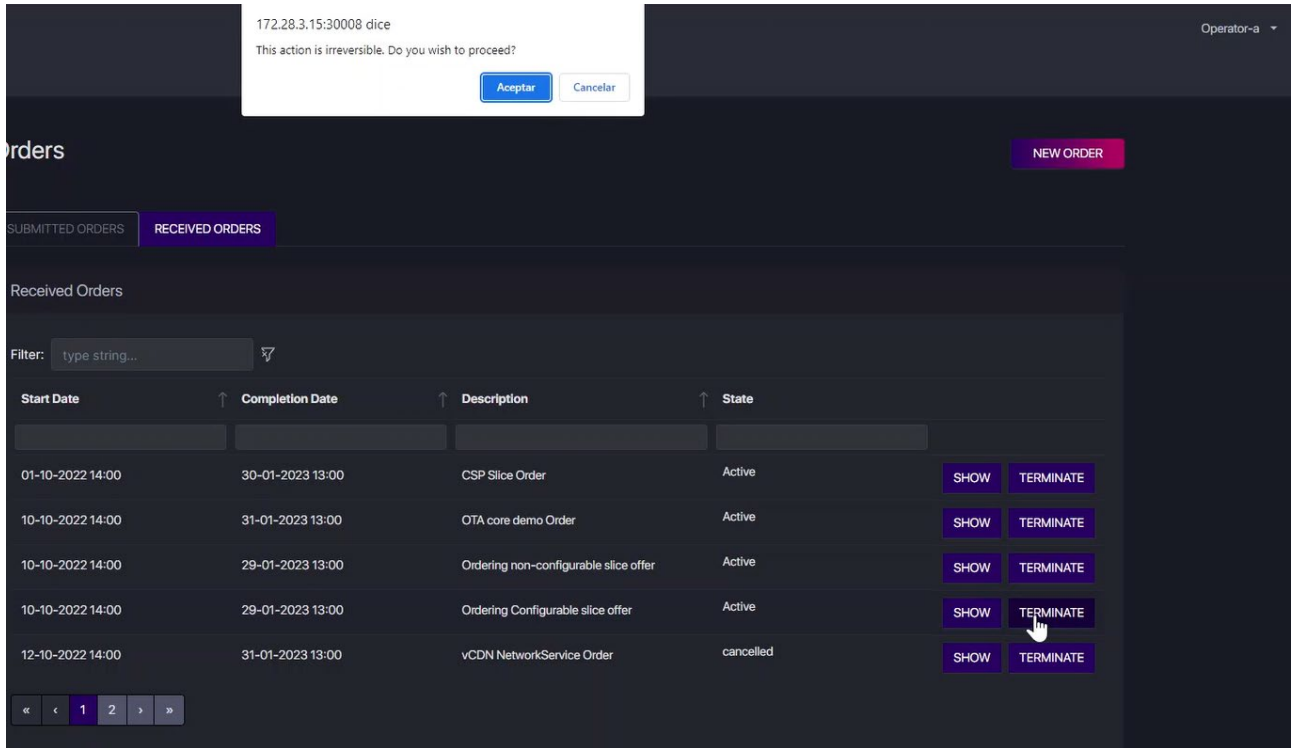 172.28.3.15:30008 dice
This action is irreversible. Do you wish to proceed?
Aceptar Cancelar
Operator-a
Orders
NEW ORDER
SUBMITTED ORDERS RECEIVED ORDERS
Received Orders
Filter: type string...
Start Date Completion Date Description State
01-10-2022 14:00 30-01-2023 13:00 CSP Slice Order Active SHOW TERMINATE
10-10-2022 14:00 31-01-2023 13:00 OTA core demo Order Active SHOW TERMINATE
10-10-2022 14:00 29-01-2023 13:00 Ordering non-configurable slice offer Active SHOW TERMINATE
10-10-2022 14:00 29-01-2023 13:00 Ordering Configurable slice offer Active SHOW TERMINATE
12-10-2022 14:00 31-01-2023 13:00 vCDN NetworkService Order cancelled SHOW TERMINATE
« ‹ 1 2 › »